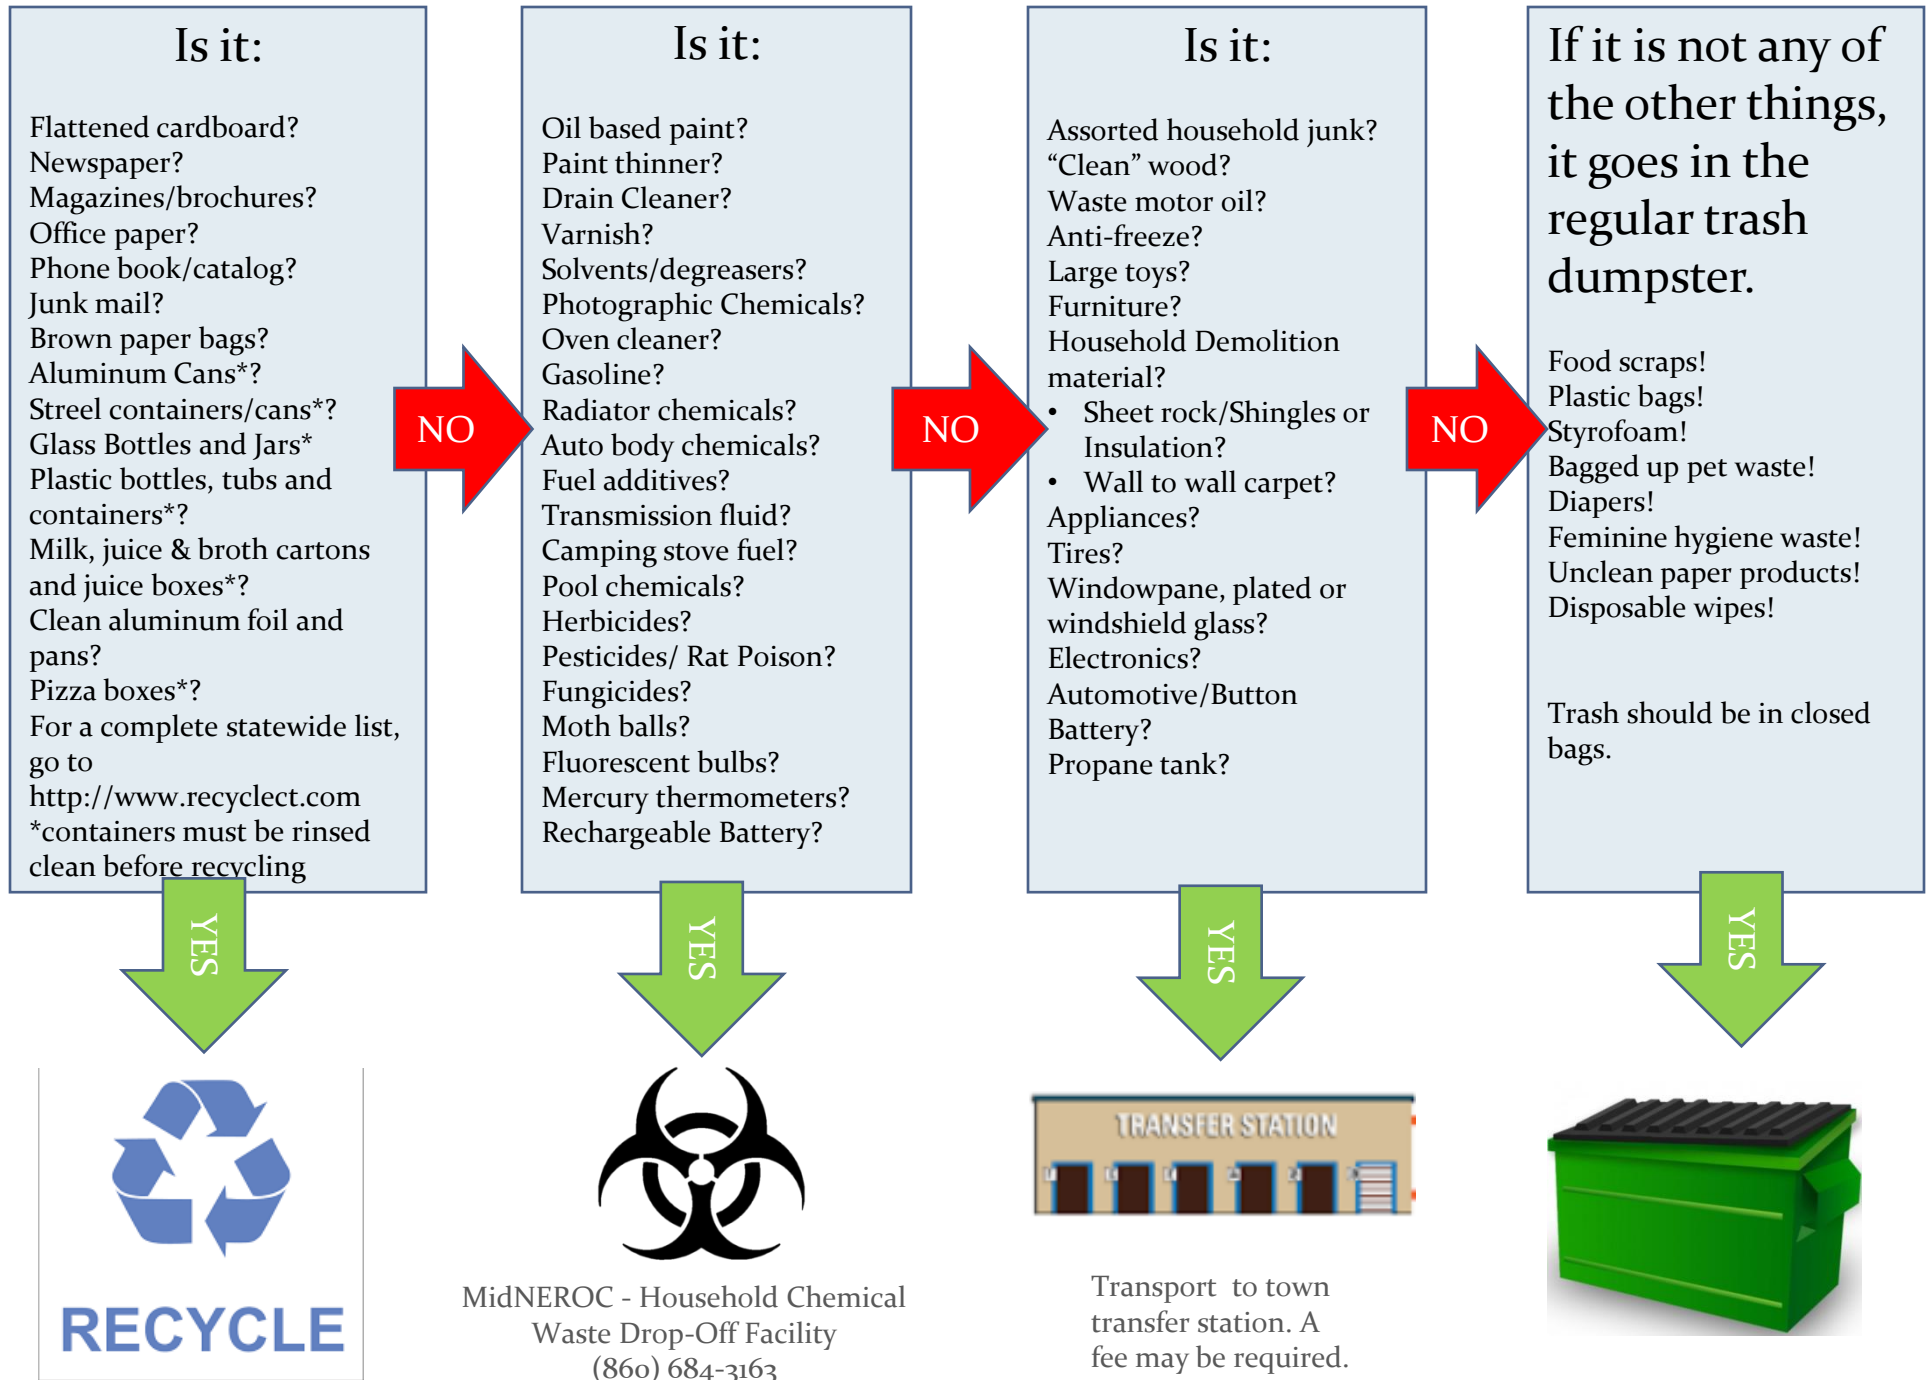 Is it:
Flattened cardboard?
Newspaper?
Magazines/brochures?
Office paper?
Phone book/catalog?
Junk mail?
Brown paper bags?
Aluminum Cans*?
Streel containers/cans*?
Glass Bottles and Jars*
Plastic bottles, tubs and
containers*?
Milk, juice & broth cartons
and juice boxes*?
Clean aluminum foil and
pans?
Pizza boxes*?
For a complete statewide list,
go to
http://www.recyclect.com
*containers must be rinsed
clean before recycling
NO
YES
RECYCLE
Is it:
Oil based paint?
Paint thinner?
Drain Cleaner?
Varnish?
Solvents/degreasers?
Photographic Chemicals?
Oven cleaner?
Gasoline?
Radiator chemicals?
Auto body chemicals?
Fuel additives?
Transmission fluid?
Camping stove fuel?
Pool chemicals?
Herbicides?
Pesticides/ Rat Poison?
Fungicides?
Moth balls?
Fluorescent bulbs?
Mercury thermometers?
Rechargeable Battery?
NO
YES
MidNEROC - Household Chemical
Waste Drop-Off Facility
(860) 684-3163
Is it:
Assorted household junk?
“Clean” wood?
Waste motor oil?
Anti-freeze?
Large toys?
Furniture?
Household Demolition
material?
• Sheet rock/Shingles or
Insulation?
• Wall to wall carpet?
Appliances?
Tires?
Windowpane, plated or
windshield glass?
Electronics?
Automotive/Button
Battery?
Propane tank?
NO
YES
TRANSFER STATION
Transport to town
transfer station. A
fee may be required.
If it is not any of
the other things,
it goes in the
regular trash
dumpster.
Food scraps!
Plastic bags!
Styrofoam!
Bagged up pet waste!
Diapers!
Feminine hygiene waste!
Unclean paper products!
Disposable wipes!
Trash should be in closed
bags.
YES